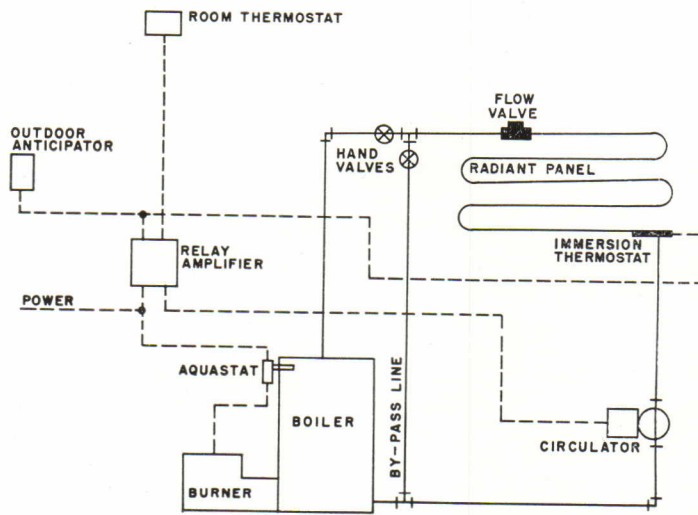 ROOM THERMOSTAT
FLOW
VALVE
OUTDOOR
ANTICIPATOR
HAND
VALVES
RADIANT PANEL
RELAY
AMPLIFIER
IMMERSION
THERMOSTAT
POWER
AQUASTAT
BOILER
BY-PASS LINE
CIRCULATOR
BURNER